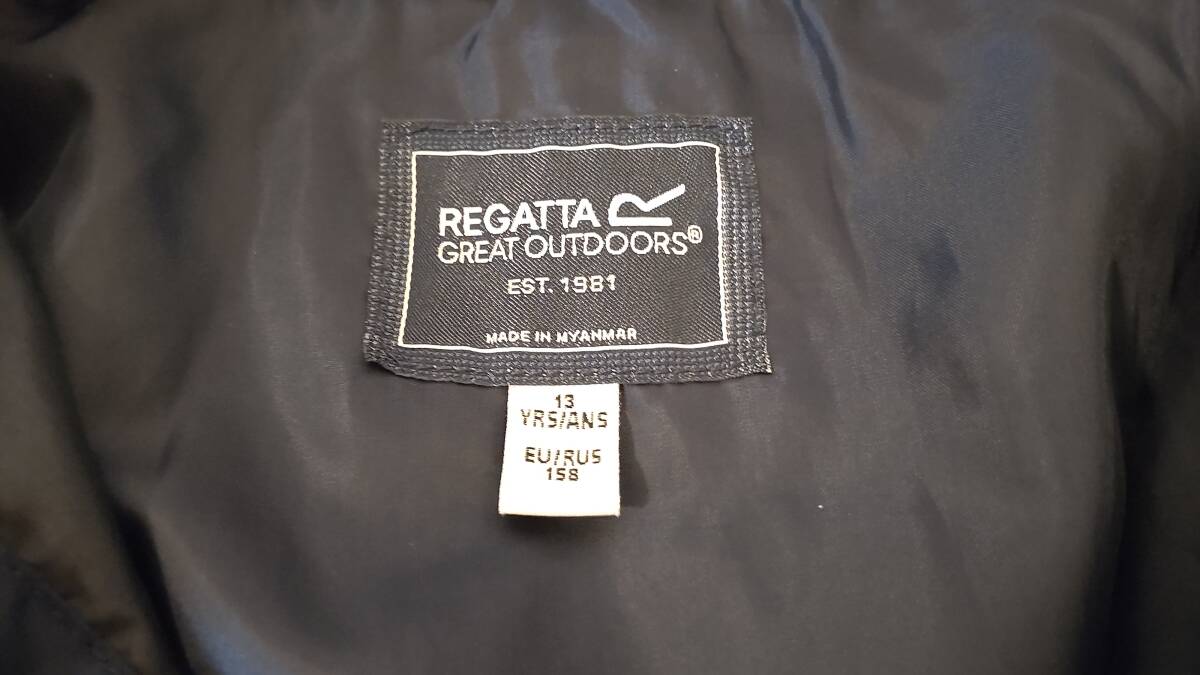 REGATTA
GREAT OUTDOORS®
EST. 1981
MADE IN MYANMAR
13
YRS/ANS
EU/RUS
158